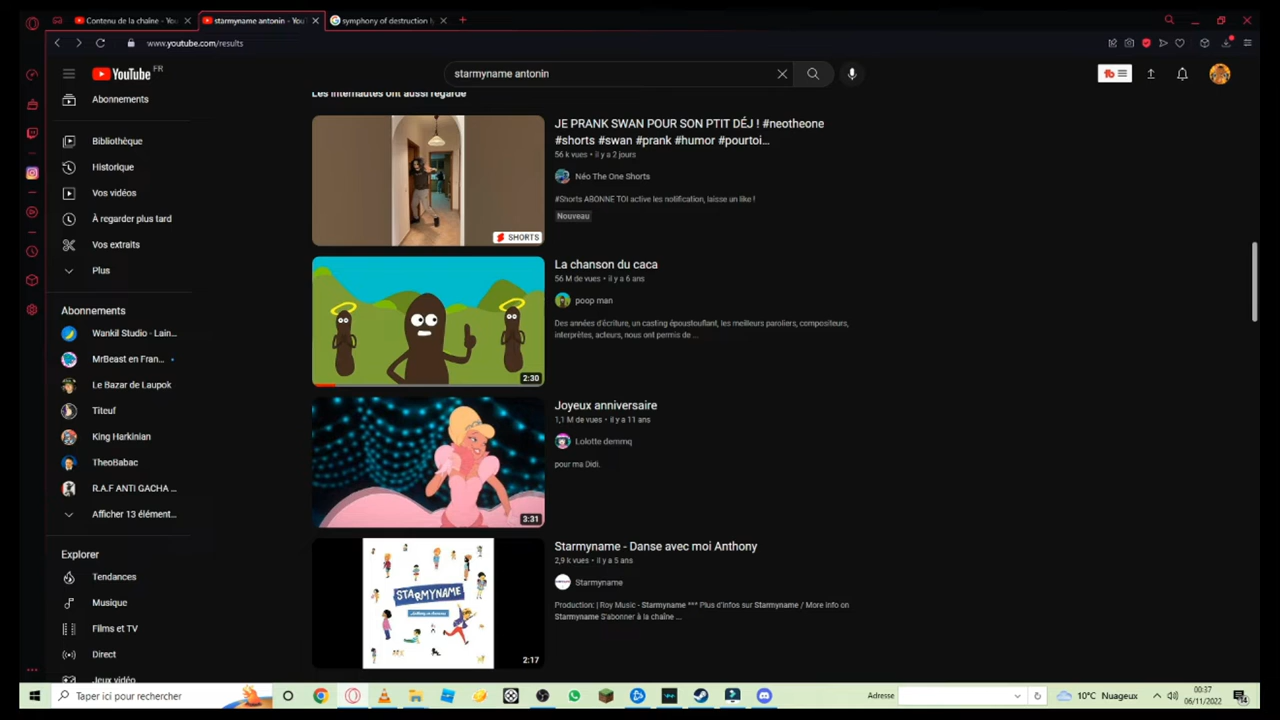 Contenu de la chaîne - You
starmyname antonin - You
symphony of destruction l
www.youtube.com/results
YouTube FR
starmyname antonin
Abonnements
Bibliothèque
Historique
Vos vidéos
À regarder plus tard
Vos extraits
Plus
Abonnements
Wankil Studio - Lain...
MrBeast en Fran...
Le Bazar de Laupok
Titeuf
King Harkinian
TheoBabac
R.A.F ANTI GACHA ...
Afficher 13 élément...
Explorer
Tendances
Musique
Films et TV
Direct
Jeux vidéo
Les internautes ont aussi regardé
JE PRANK SWAN POUR SON PTIT DÉJ ! #neotheone
#shorts #swan #prank #humor #pourtoi...
56 k vues • il y a 2 jours
Néo The One Shorts
#Shorts ABONNE TOI active les notification, laisse un like !
Nouveau
SHORTS
La chanson du caca
56 M de vues • il y a 6 ans
poop man
Des années d'écriture, un casting époustouflant, les meilleurs paroliers, compositeurs,
interprètes, acteurs, nous ont permis de ...
2:30
Joyeux anniversaire
1,1 M de vues • il y a 11 ans
Lolotte demmq
pour ma Didi.
3:31
Starmyname - Danse avec moi Anthony
2,9 k vues • il y a 5 ans
Starmyname
Production: | Roy Music - Starmyname *** Plus d'infos sur Starmyname / More info on
Starmyname S'abonner à la chaîne ...
STARMYNAME
2:17
Taper ici pour rechercher
Adresse
10°C Nuageux
00:37
06/11/2022